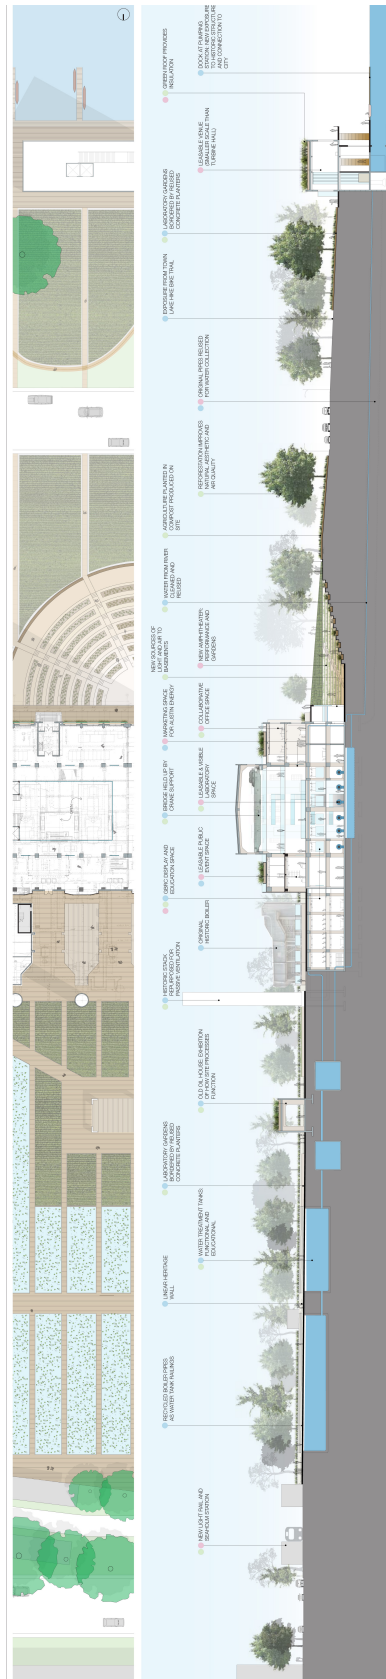 NEW LIGHT RAIL AND
SEAHOLM STATION
RECYCLED BOILER PIPES
AS WATER TANK RAILINGS
WATER TREATMENT TANKS:
FUNCTIONAL AND
EDUCATIONAL
LINEAR HERITAGE
WALL
LABORATORY GARDENS
BORDERED BY REUSED
CONCRETE PLANTERS
OLD OIL HOUSE: EXHIBITION
OF HOW SITE PROCESSES
FUNCTION
HISTORIC STACK
REPURPOSED FOR
PASSIVE VENTILATION
ORIGINAL
HISTORIC BOILER
GERC DISPLAY AND
EDUCATION SPACE
LEASABLE PUBLIC
EVENT SPACE
BRIDGE HELD UP BY
CRANE SUPPORT
LEASABLE & VISIBLE
LABORATORY
SPACE
MARKETING SPACE
FOR AUSTIN ENERGY
COLLABORATIVE
OFFICE SPACE
NEW SOURCES OF
LIGHT AND AIR TO
BASEMENTS
NEW AMPHITHEATER:
PERFORMANCE AND
GARDENS
WATER FROM RIVER
CLEANED AND
REUSED
AGRICULTURE PLANTED IN
COMPOST PRODUCED ON
SITE
REFORESTATION IMPROVES
NATURAL AESTHETIC AND
AIR QUALITY
ORIGINAL PIPES REUSED
FOR WATER COLLECTION
EXPOSURE FROM TOWN
LAKE HIKE BIKE TRAIL
LABORATORY GARDENS
BORDERED BY REUSED
CONCRETE PLANTERS
LEASABLE VENUE
(SMALLER SCALE THAN
TURBINE HALL)
GREEN ROOF PROVIDES
INSULATION
DOCK AT PUMPING
STATION: NEW EXPOSURE
TO HISTORIC STRUCTURE
AND CONNECTION TO
CITY